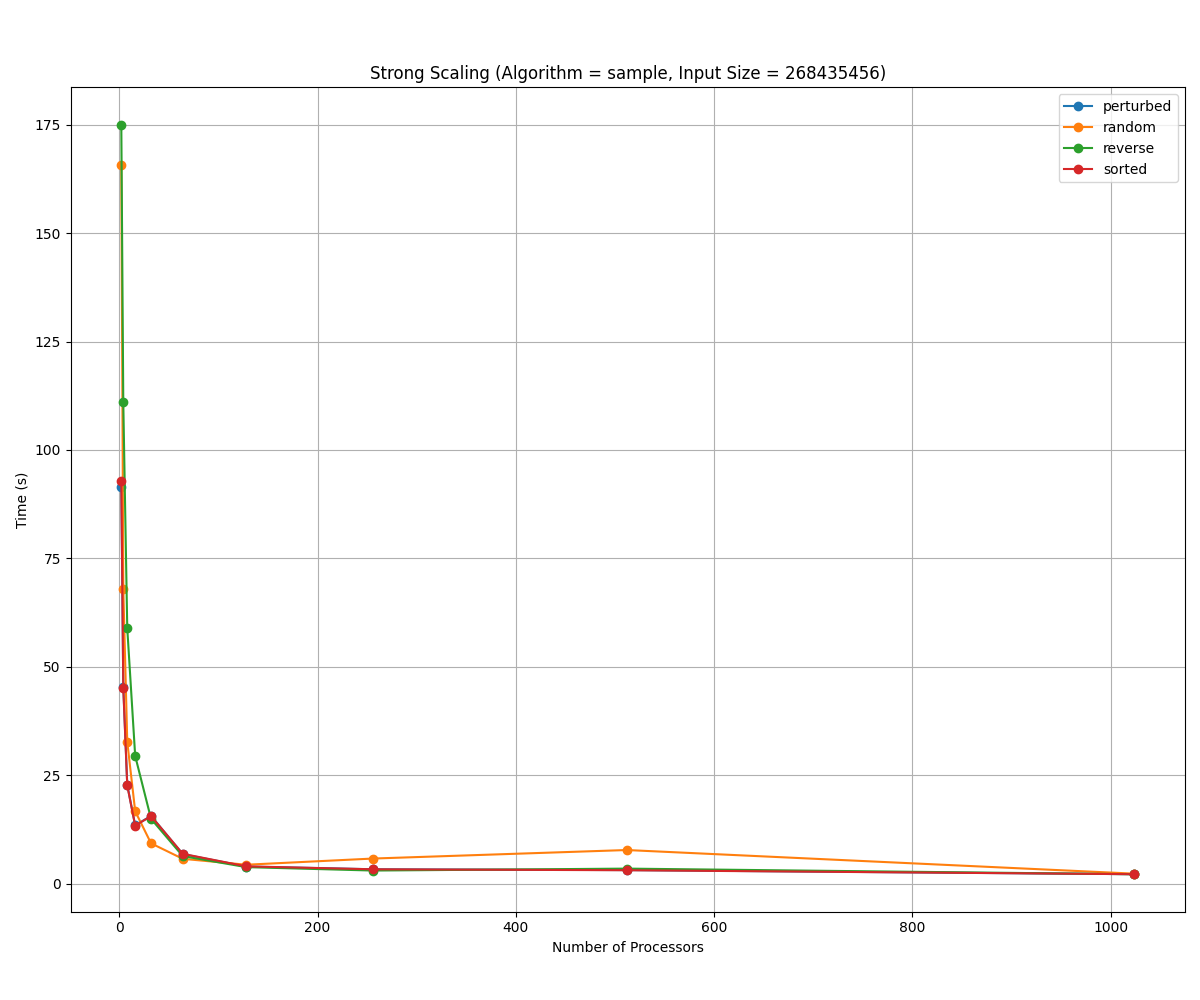 Strong Scaling (Algorithm = sample, Input Size = 268435456)
perturbed
random
reverse
sorted
175
150
125
100
75
50
25
0
Time (s)
0 200 400 600 800 1000
Number of Processors